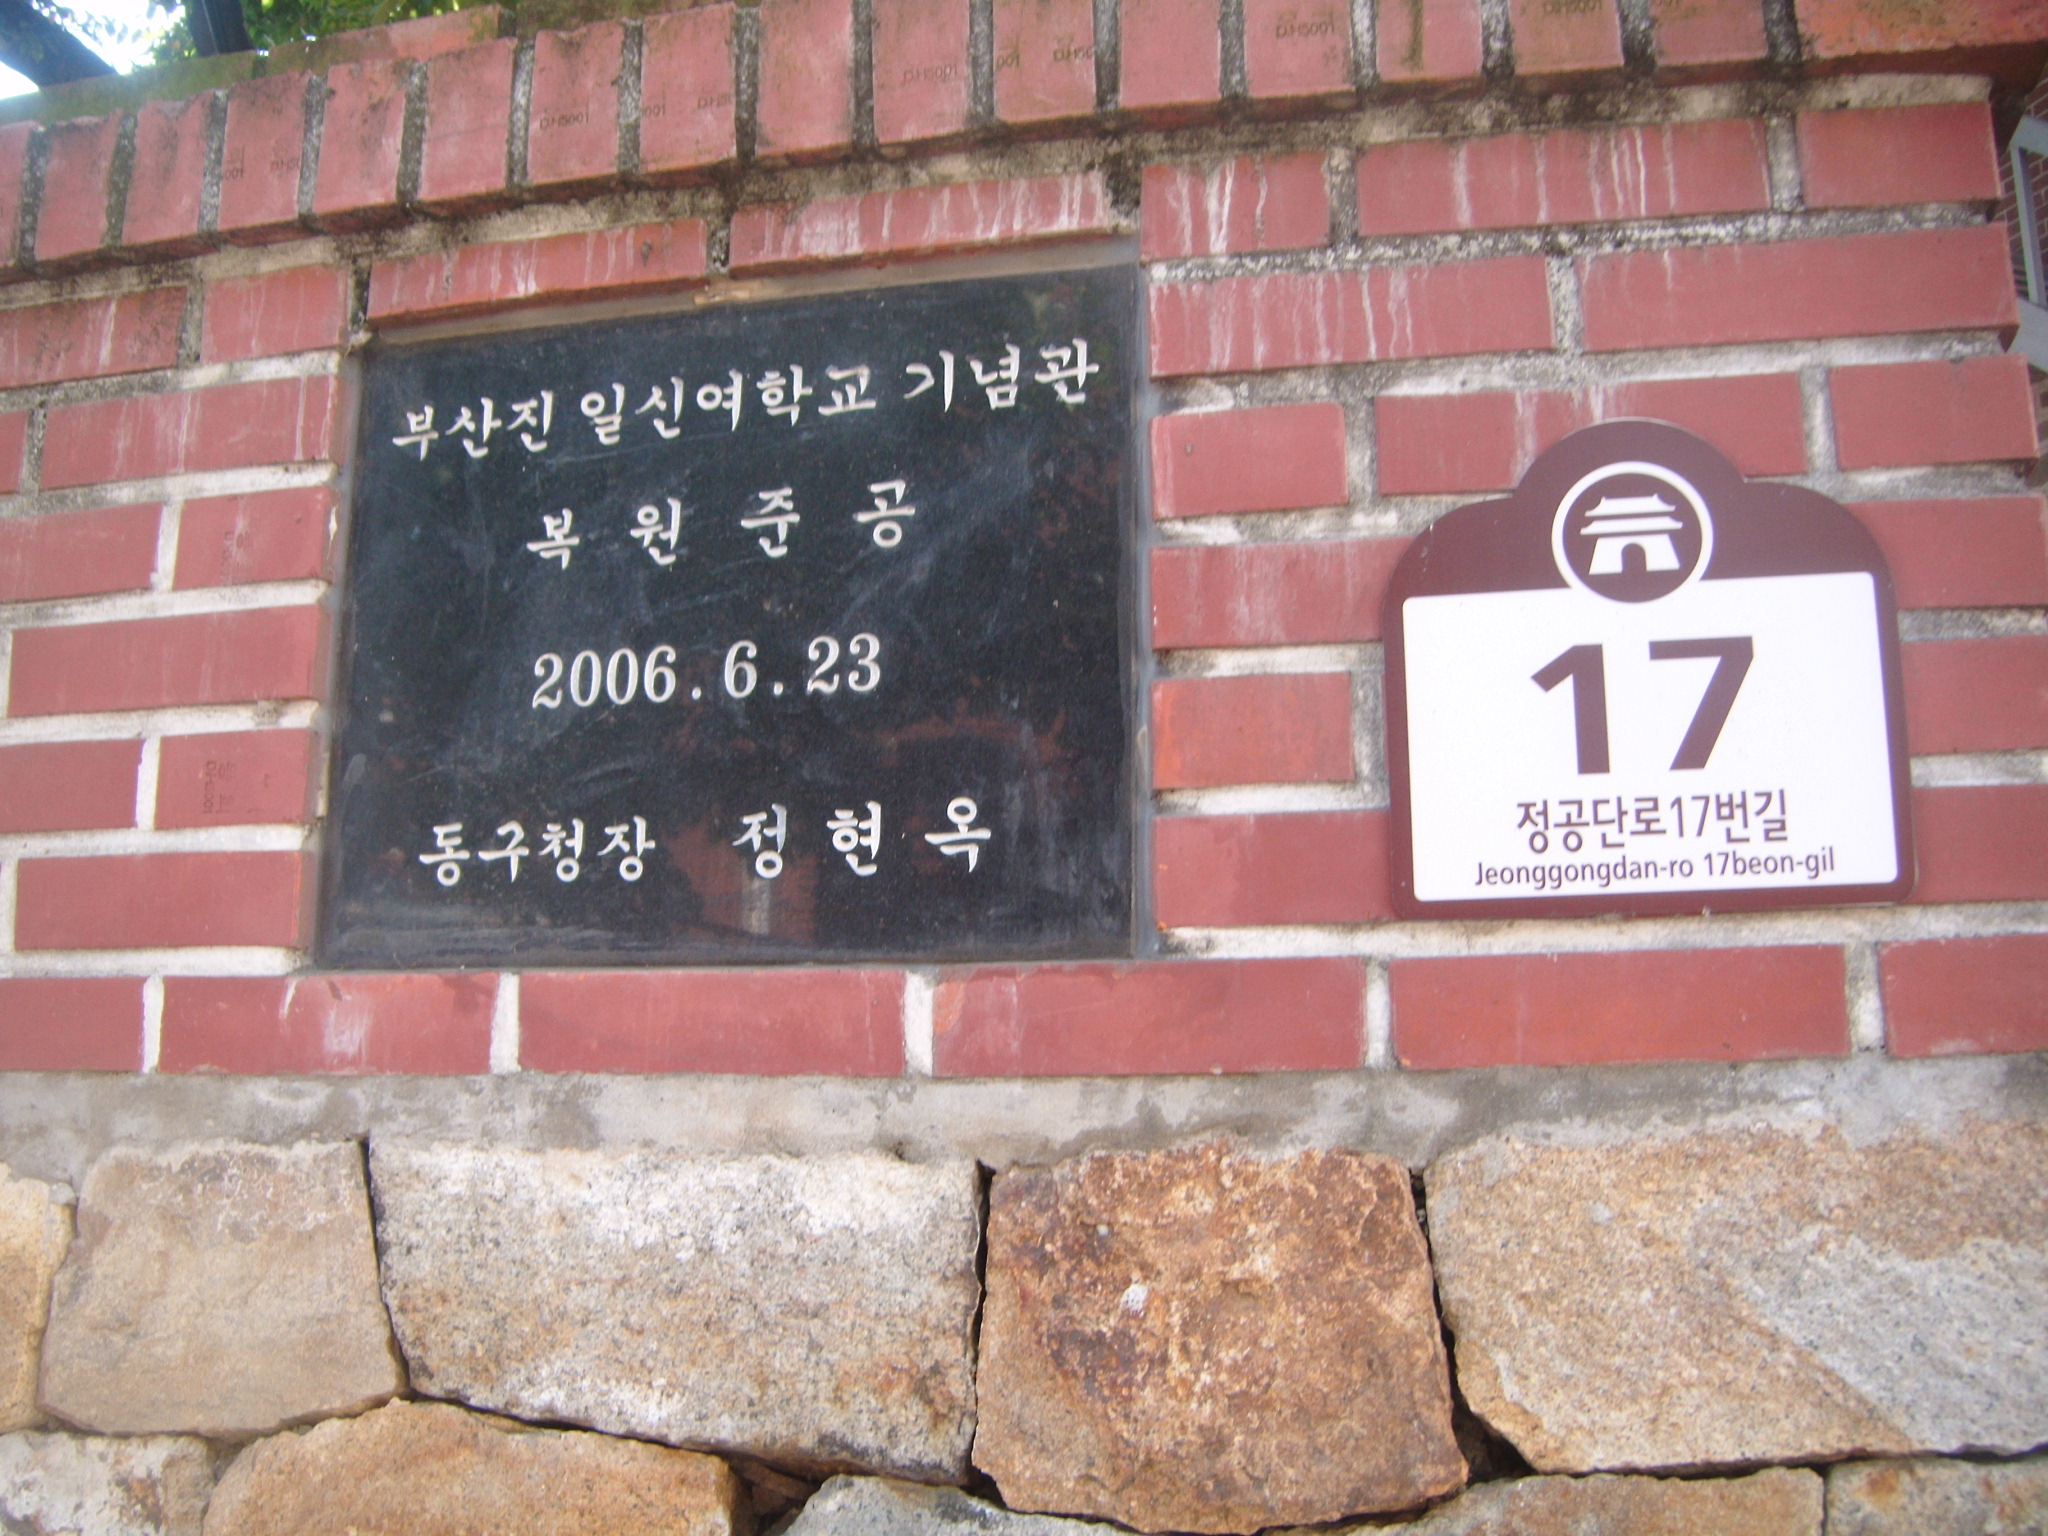 부산진 일신여학교 기념관
복원준공
2006.6.23
동구청장 정현옥
17
정공단로17번길
Jeonggongdan-ro 17beon-gil